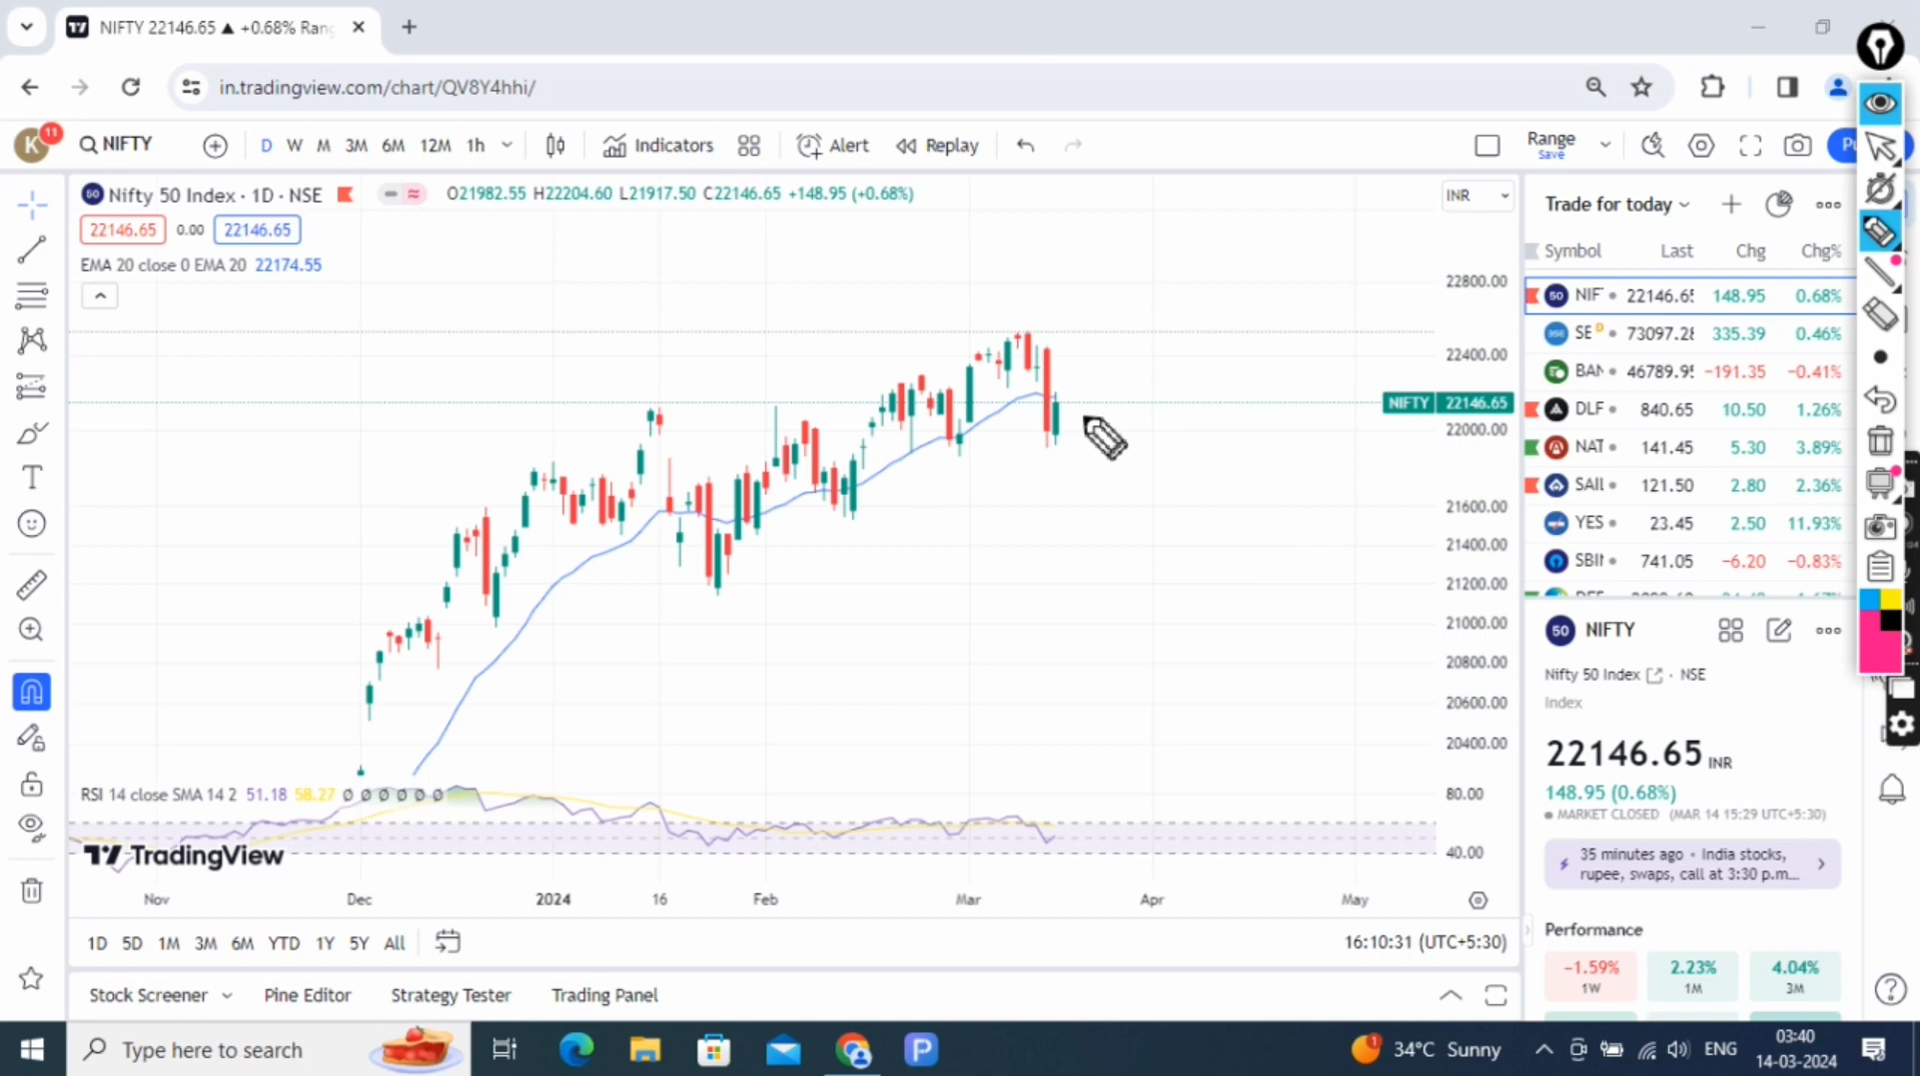 NIFTY 22146.65 ▲ +0.68% Ran
in.tradingview.com/chart/QV8Y4hhi/
K 11 NIFTY D W M 3M 6M 12M 1h Indicators Alert Replay Range
Save
Nifty 50 Index · 1D · NSE O21982.55 H22204.60 L21917.50 C22146.65 +148.95 (+0.68%) INR
22146.65 0.00 22146.65
EMA 20 close 0 EMA 20 22174.55
22800.00
22400.00
NIFTY 22146.65
22000.00
21600.00
21400.00
21200.00
21000.00
20800.00
20600.00
20400.00
RSI 14 close SMA 14 2 51.18 58.27 Ø Ø Ø Ø Ø Ø 80.00
40.00
TradingView
Nov Dec 2024 16 Feb Mar Apr May
1D 5D 1M 3M 6M YTD 1Y 5Y All 16:10:31 (UTC+5:30)
Stock Screener Pine Editor Strategy Tester Trading Panel
Trade for today
Symbol Last Chg Chg%
50 NIF 22146.65 148.95 0.68%
SE D 73097.28 335.39 0.46%
BAN 46789.95 −191.35 −0.41%
DLF 840.65 10.50 1.26%
NAT 141.45 5.30 3.89%
SAIL 121.50 2.80 2.36%
YES 23.45 2.50 11.93%
SBIN 741.05 −6.20 −0.83%
50 NIFTY
Nifty 50 Index · NSE
Index
22146.65 INR
148.95 (0.68%)
MARKET CLOSED (MAR 14 15:29 UTC+5:30)
35 minutes ago · India stocks,
rupee, swaps, call at 3:30 p.m...
Performance
−1.59% 2.23% 4.04%
1W 1M 3M
Type here to search
34°C Sunny ENG 03:40
14-03-2024